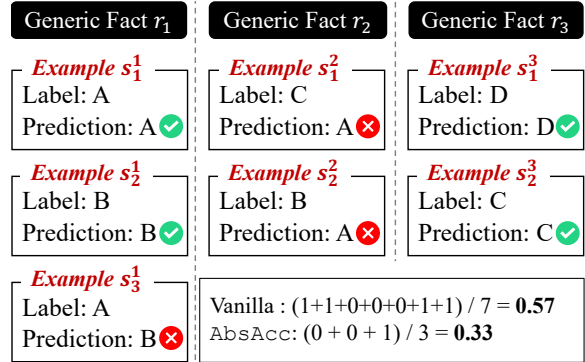 Generic Fact r₁
Generic Fact r₂
Generic Fact r₃
Example s₁¹
Label: A
Prediction: A
Example s₁²
Label: C
Prediction: A
Example s₁³
Label: D
Prediction: D
Example s₂¹
Label: B
Prediction: B
Example s₂²
Label: B
Prediction: A
Example s₂³
Label: C
Prediction: C
Example s₃¹
Label: A
Prediction: B
Vanilla : (1+1+0+0+0+1+1) / 7 = 0.57
AbsAcc: (0 + 0 + 1) / 3 = 0.33